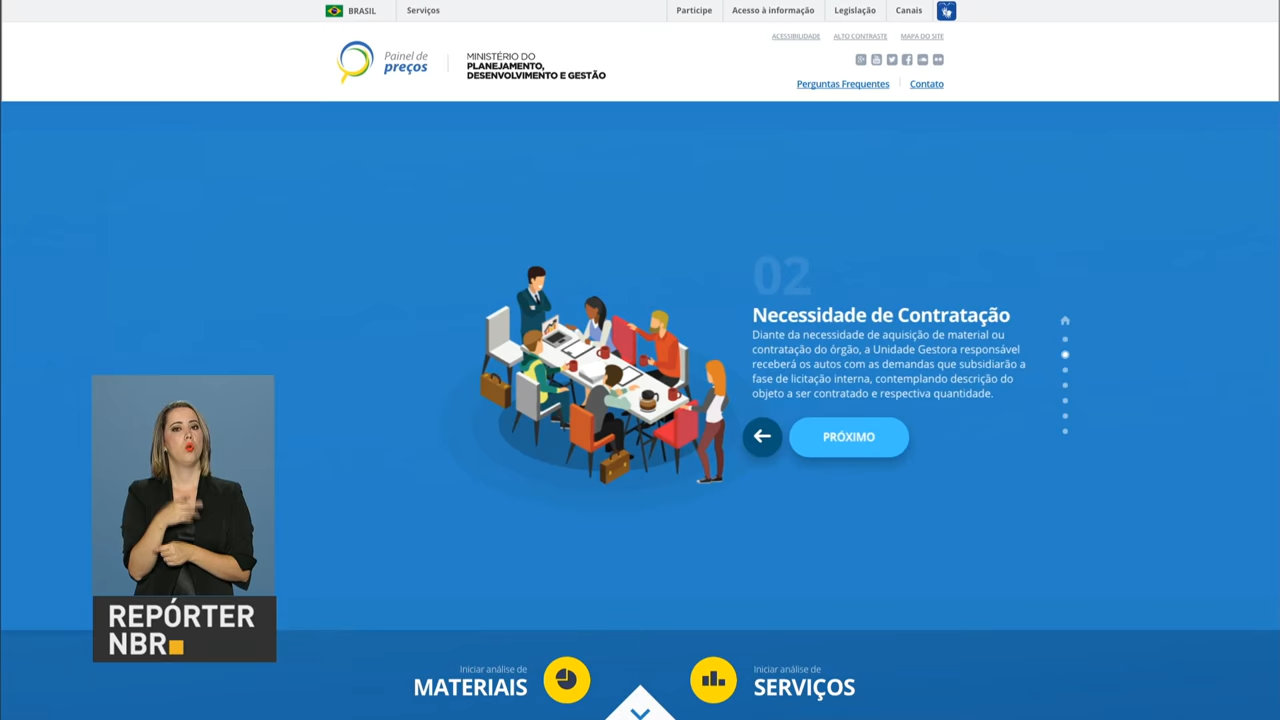 BRASIL
Serviços
Participe
Acesso à informação
Legislação
Canais
ACESSIBILIDADE
ALTO CONTRASTE
MAPA DO SITE
Painel de
preços
MINISTÉRIO DO
PLANEJAMENTO,
DESENVOLVIMENTO E GESTÃO
Perguntas Frequentes
Contato
02
Necessidade de Contratação
Diante da necessidade de aquisição de material ou
contratação do órgão, a Unidade Gestora responsável
receberá os autos com as demandas que subsidiarão a
fase de licitação interna, contemplando descrição do
objeto a ser contratado e respectiva quantidade.
PRÓXIMO
REPÓRTER
NBR
Iniciar análise de
MATERIAIS
Iniciar análise de
SERVIÇOS